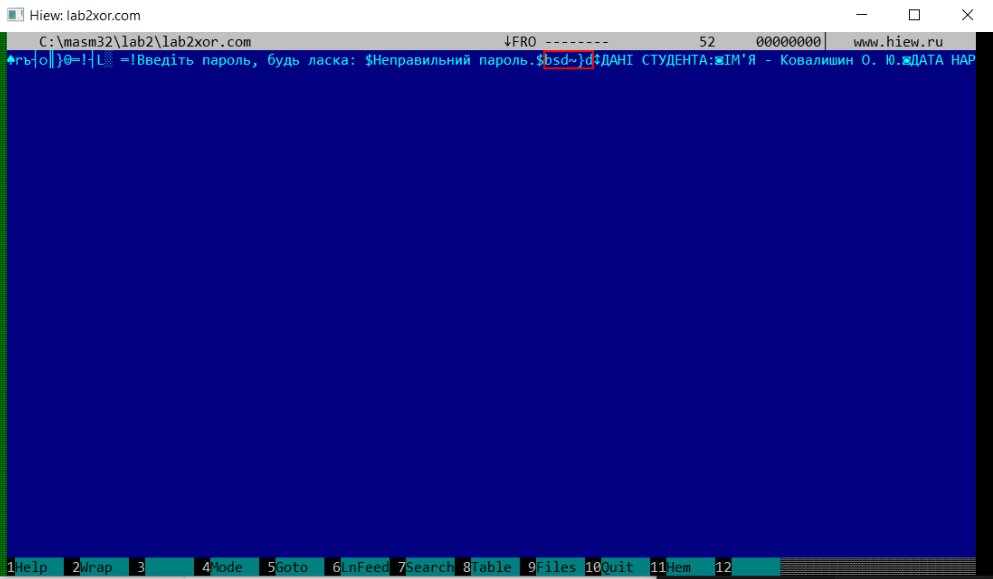 Hiew: lab2xor.com
C:\masm32\lab2\lab2xor.com ↓FRO -------- 52 00000000│ www.hiew.ru
♠rъ┤o║}☺═!┤L░ ═!Введіть пароль, будь ласка: $Неправильний пароль.$bsd~}d↕ДАНІ СТУДЕНТА:◙ІМ'Я - Ковалишин О. Ю.◙ДАТА НАР
1Help 2Wrap 3 4Mode 5Goto 6LnFeed 7Search 8Table 9Files 10Quit 11Hem 12